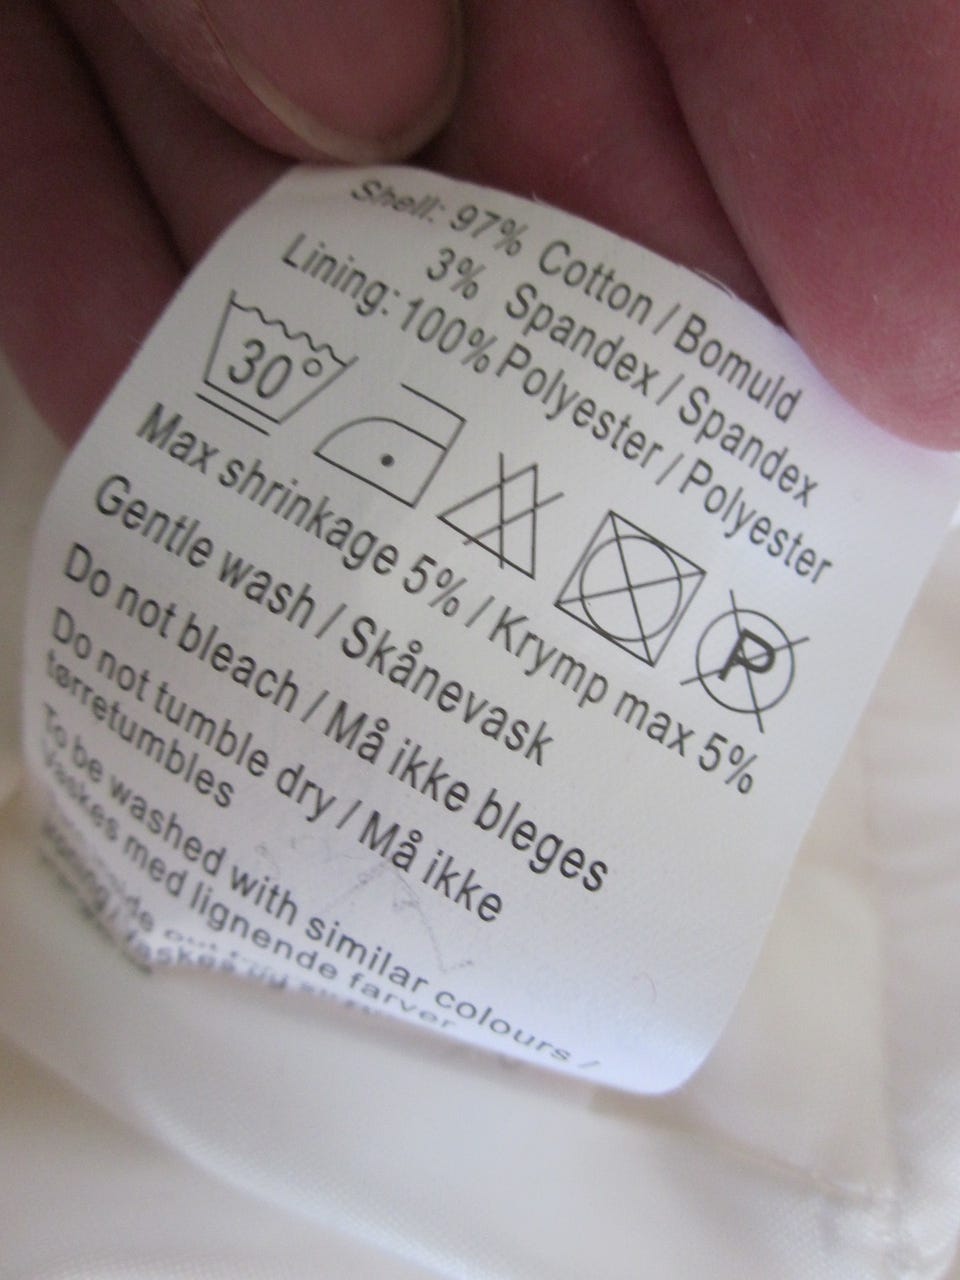 Shell: 97% Cotton / Bomuld
3% Spandex / Spandex
Lining: 100% Polyester / Polyester
30°
P
Max shrinkage 5% / Krymp max 5%
Gentle wash / Skånevask
Do not bleach / Må ikke bleges
Do not tumble dry / Må ikke
tørretumbles
To be washed with similar colours /
Vaskes med lignende farver